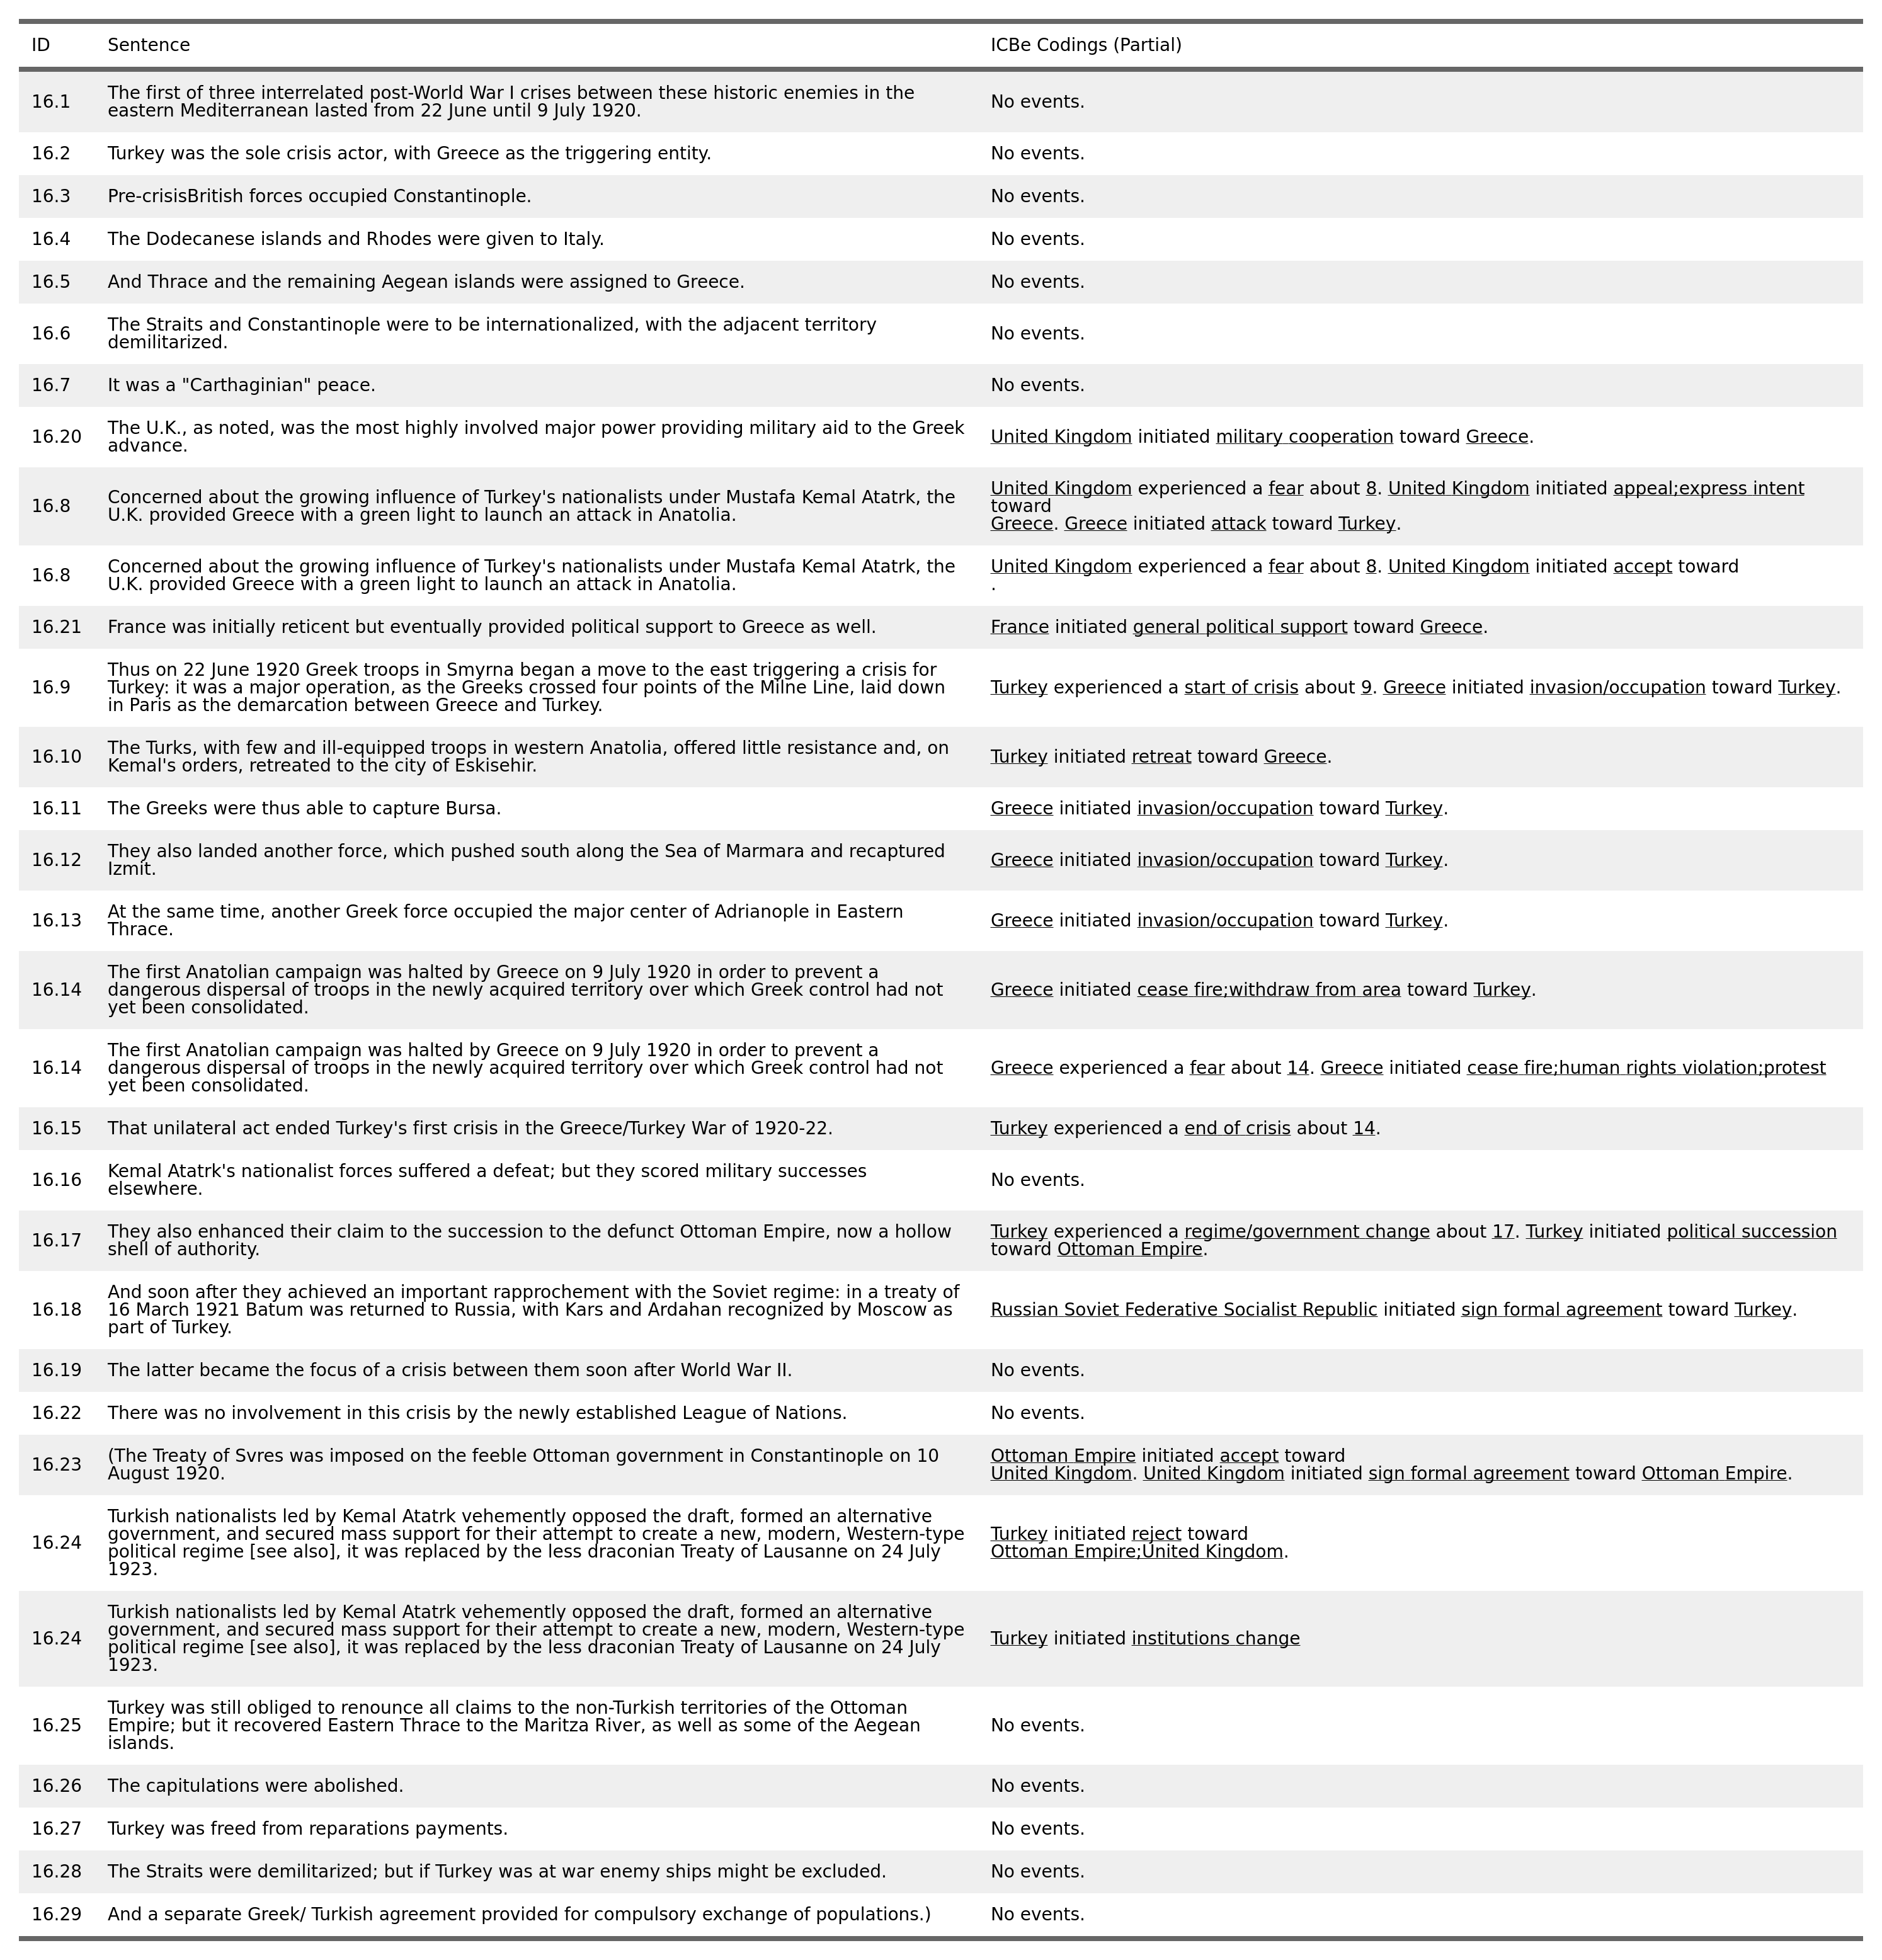 ID Sentence ICBe Codings (Partial)
16.1 The first of three interrelated post-World War I crises between these historic enemies in the
eastern Mediterranean lasted from 22 June until 9 July 1920. No events.
16.2 Turkey was the sole crisis actor, with Greece as the triggering entity. No events.
16.3 Pre-crisisBritish forces occupied Constantinople. No events.
16.4 The Dodecanese islands and Rhodes were given to Italy. No events.
16.5 And Thrace and the remaining Aegean islands were assigned to Greece. No events.
16.6 The Straits and Constantinople were to be internationalized, with the adjacent territory
demilitarized. No events.
16.7 It was a "Carthaginian" peace. No events.
16.20 The U.K., as noted, was the most highly involved major power providing military aid to the Greek
advance. United Kingdom initiated military cooperation toward Greece.
16.8 Concerned about the growing influence of Turkey's nationalists under Mustafa Kemal Atatrk, the
U.K. provided Greece with a green light to launch an attack in Anatolia.
United Kingdom experienced a fear about 8. United Kingdom initiated appeal;express intent
toward
Greece. Greece initiated attack toward Turkey.
16.8 Concerned about the growing influence of Turkey's nationalists under Mustafa Kemal Atatrk, the
U.K. provided Greece with a green light to launch an attack in Anatolia.
United Kingdom experienced a fear about 8. United Kingdom initiated accept toward
.
16.21 France was initially reticent but eventually provided political support to Greece as well. France initiated general political support toward Greece.
16.9 Thus on 22 June 1920 Greek troops in Smyrna began a move to the east triggering a crisis for
Turkey: it was a major operation, as the Greeks crossed four points of the Milne Line, laid down
in Paris as the demarcation between Greece and Turkey.
Turkey experienced a start of crisis about 9. Greece initiated invasion/occupation toward Turkey.
16.10 The Turks, with few and ill-equipped troops in western Anatolia, offered little resistance and, on
Kemal's orders, retreated to the city of Eskisehir.
Turkey initiated retreat toward Greece.
16.11 The Greeks were thus able to capture Bursa. Greece initiated invasion/occupation toward Turkey.
16.12 They also landed another force, which pushed south along the Sea of Marmara and recaptured
Izmit.
Greece initiated invasion/occupation toward Turkey.
16.13 At the same time, another Greek force occupied the major center of Adrianople in Eastern
Thrace.
Greece initiated invasion/occupation toward Turkey.
16.14 The first Anatolian campaign was halted by Greece on 9 July 1920 in order to prevent a
dangerous dispersal of troops in the newly acquired territory over which Greek control had not
yet been consolidated.
Greece initiated cease fire;withdraw from area toward Turkey.
16.14 The first Anatolian campaign was halted by Greece on 9 July 1920 in order to prevent a
dangerous dispersal of troops in the newly acquired territory over which Greek control had not
yet been consolidated.
Greece experienced a fear about 14. Greece initiated cease fire;human rights violation;protest
16.15 That unilateral act ended Turkey's first crisis in the Greece/Turkey War of 1920-22. Turkey experienced a end of crisis about 14.
16.16 Kemal Atatrk's nationalist forces suffered a defeat; but they scored military successes
elsewhere.
No events.
16.17 They also enhanced their claim to the succession to the defunct Ottoman Empire, now a hollow
shell of authority.
Turkey experienced a regime/government change about 17. Turkey initiated political succession
toward Ottoman Empire.
16.18 And soon after they achieved an important rapprochement with the Soviet regime: in a treaty of
16 March 1921 Batum was returned to Russia, with Kars and Ardahan recognized by Moscow as
part of Turkey.
Russian Soviet Federative Socialist Republic initiated sign formal agreement toward Turkey.
16.19 The latter became the focus of a crisis between them soon after World War II. No events.
16.22 There was no involvement in this crisis by the newly established League of Nations. No events.
16.23 (The Treaty of Svres was imposed on the feeble Ottoman government in Constantinople on 10
August 1920.
Ottoman Empire initiated accept toward
United Kingdom. United Kingdom initiated sign formal agreement toward Ottoman Empire.
16.24 Turkish nationalists led by Kemal Atatrk vehemently opposed the draft, formed an alternative
government, and secured mass support for their attempt to create a new, modern, Western-type
political regime [see also], it was replaced by the less draconian Treaty of Lausanne on 24 July
1923.
Turkey initiated reject toward
Ottoman Empire;United Kingdom.
16.24 Turkish nationalists led by Kemal Atatrk vehemently opposed the draft, formed an alternative
government, and secured mass support for their attempt to create a new, modern, Western-type
political regime [see also], it was replaced by the less draconian Treaty of Lausanne on 24 July
1923.
Turkey initiated institutions change
16.25 Turkey was still obliged to renounce all claims to the non-Turkish territories of the Ottoman
Empire; but it recovered Eastern Thrace to the Maritza River, as well as some of the Aegean
islands.
No events.
16.26 The capitulations were abolished. No events.
16.27 Turkey was freed from reparations payments. No events.
16.28 The Straits were demilitarized; but if Turkey was at war enemy ships might be excluded. No events.
16.29 And a separate Greek/ Turkish agreement provided for compulsory exchange of populations.) No events.